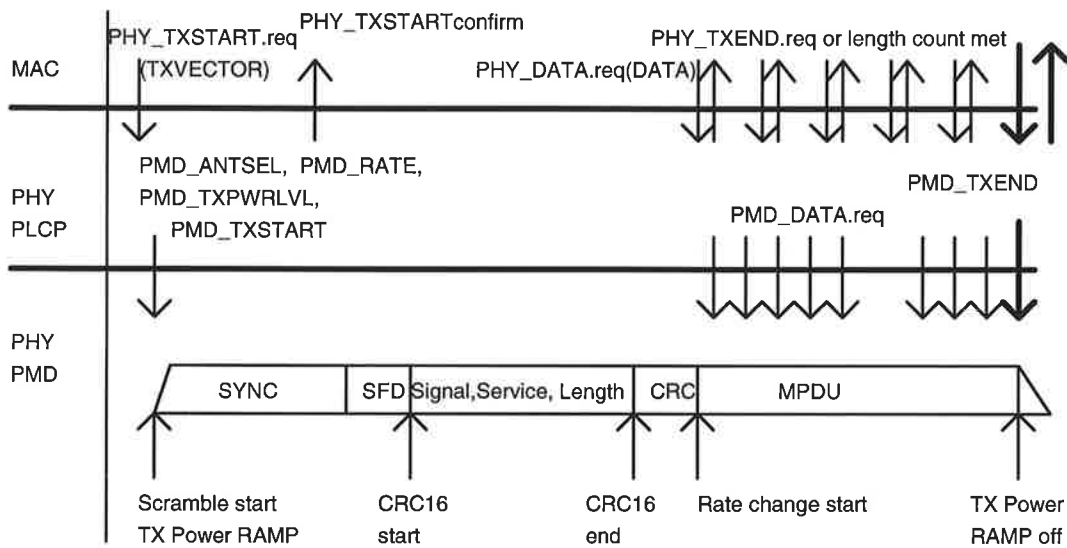 PHY_TXSTARTconfirm
PHY_TXSTART.req
(TXVECTOR)
PHY_TXEND.req or length count met
MAC
PHY_DATA.req(DATA)
PMD_ANTSEL, PMD_RATE,
PMD_TXPWRLVL,
PMD_TXSTART
PHY
PLCP
PMD_TXEND
PMD_DATA.req
PHY
PMD
SYNC
SFD
Signal,Service, Length
CRC
MPDU
Scramble start
TX Power RAMP
CRC16
start
CRC16
end
Rate change start
TX Power
RAMP off